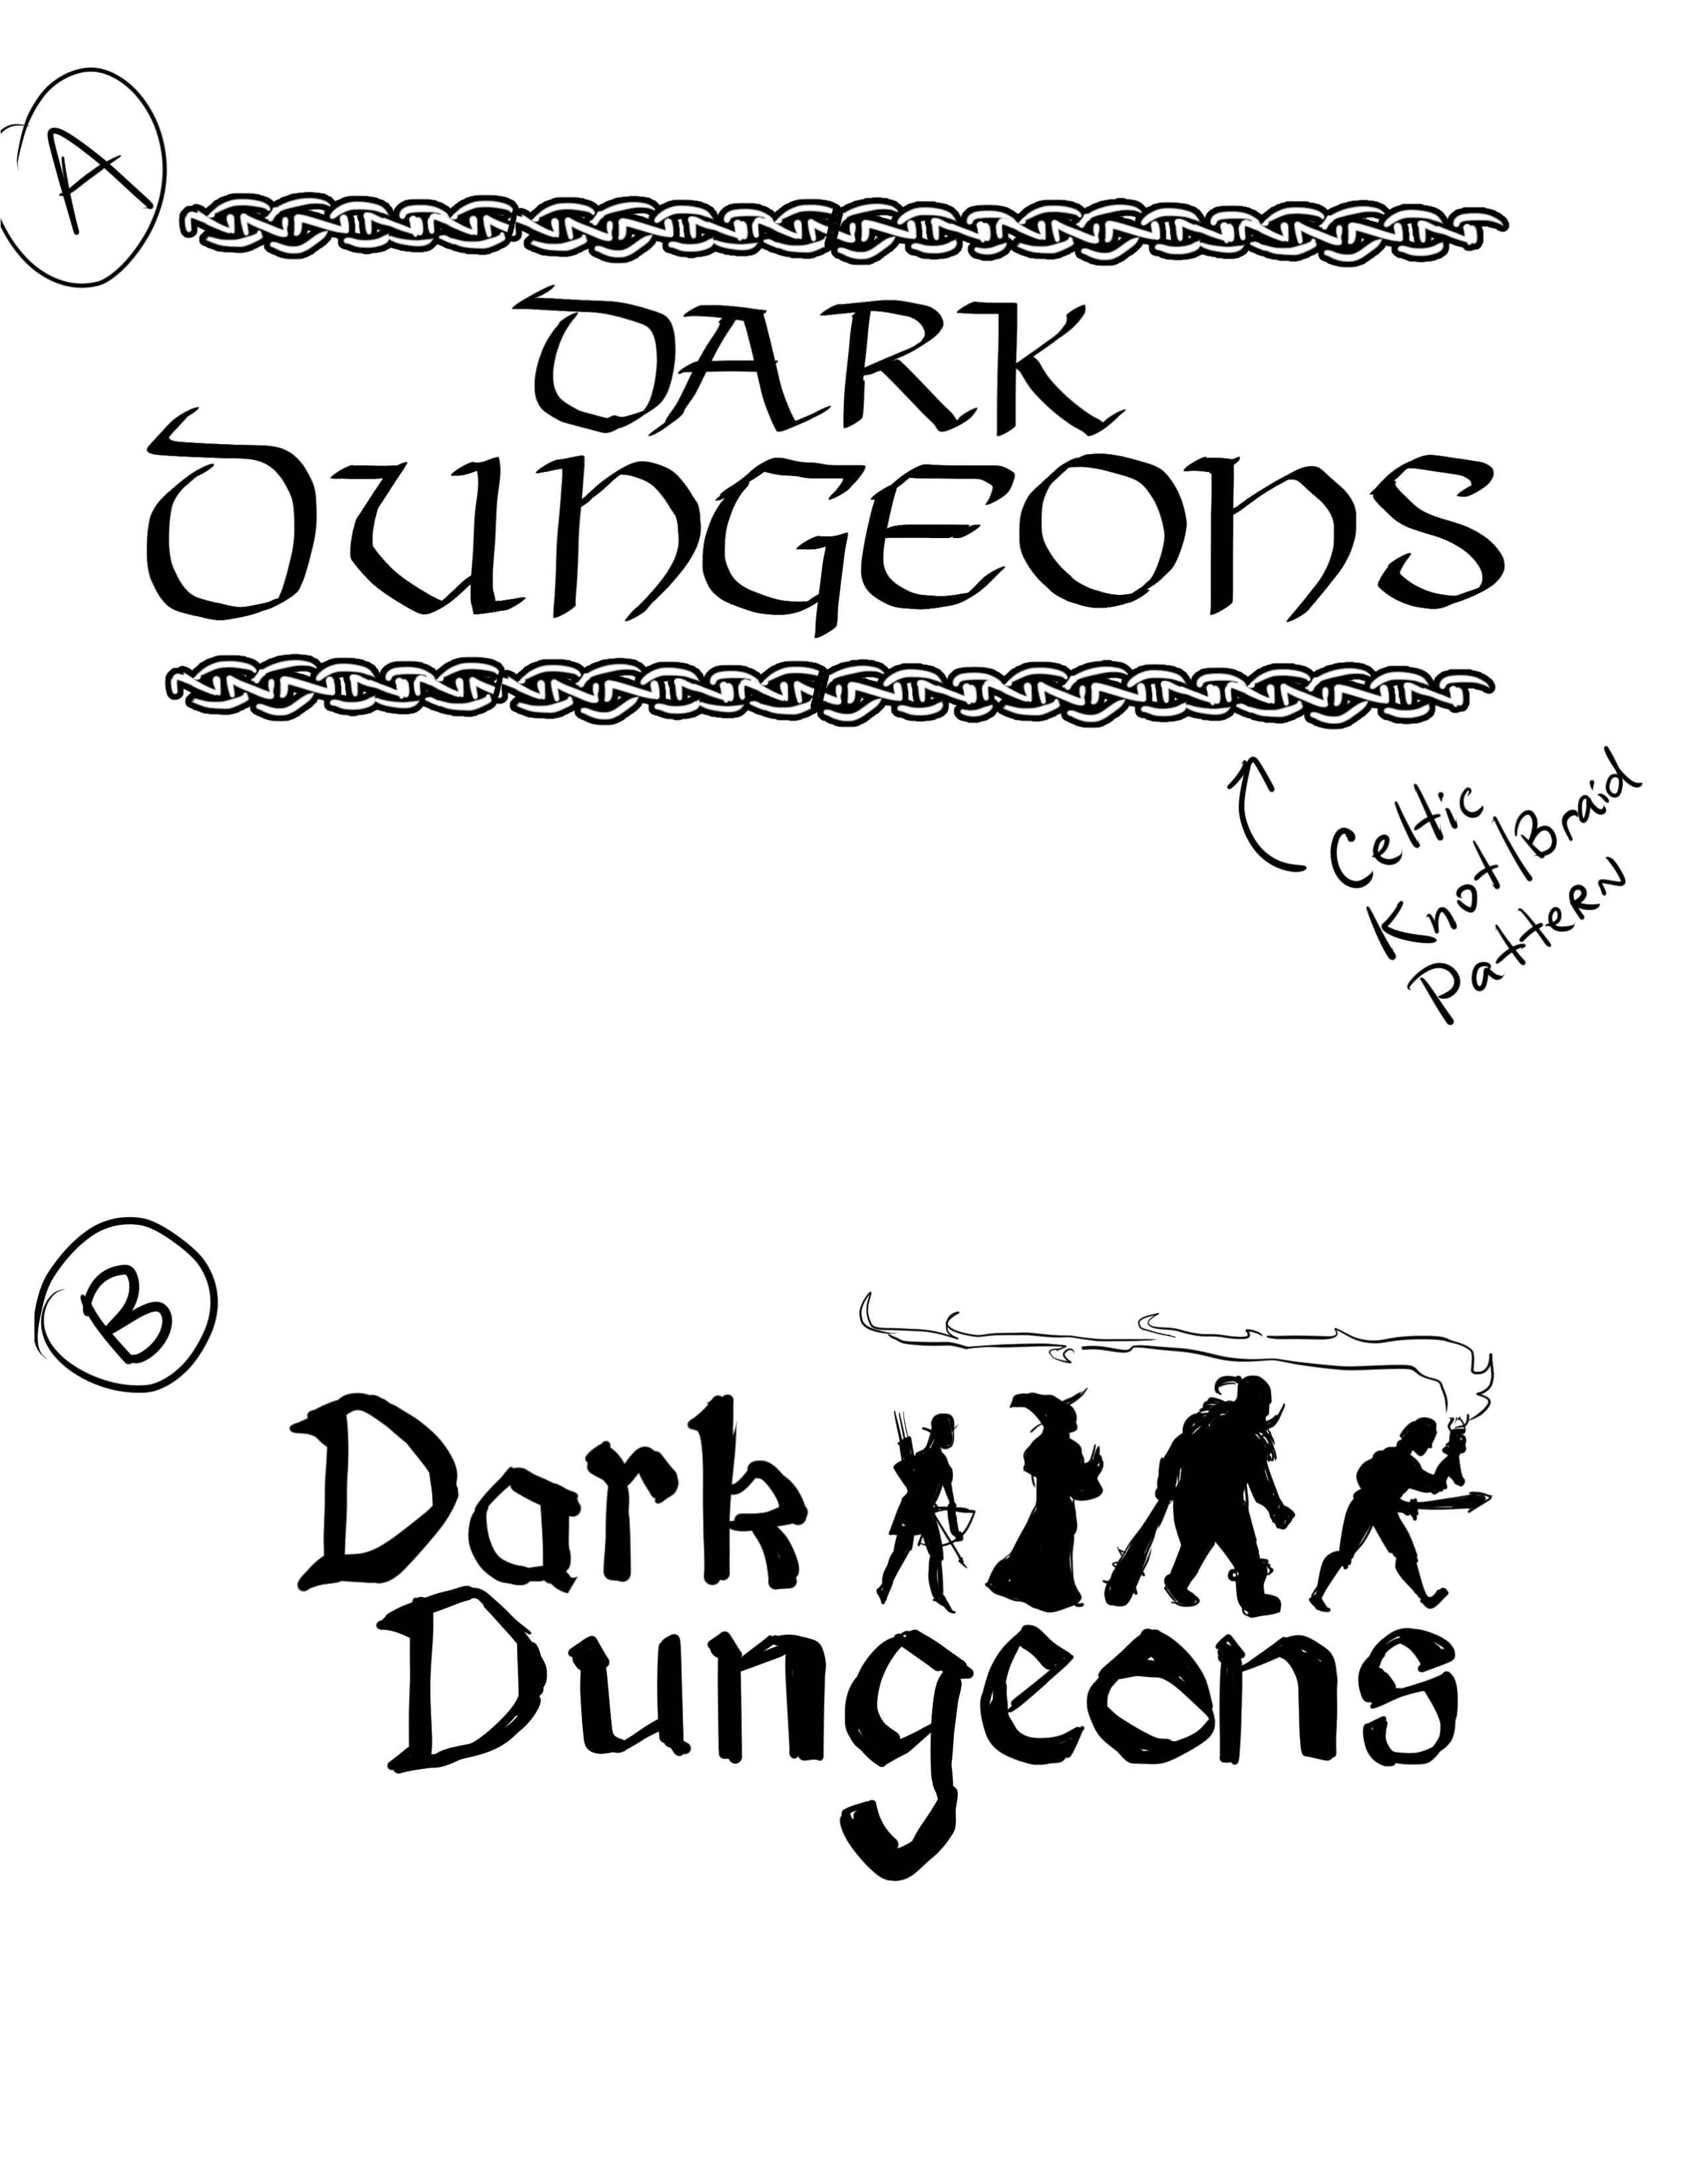 A
DARK
DUNGEONS
Celtic
Knot/Braid
Pattern
B
Dark
Dungeons